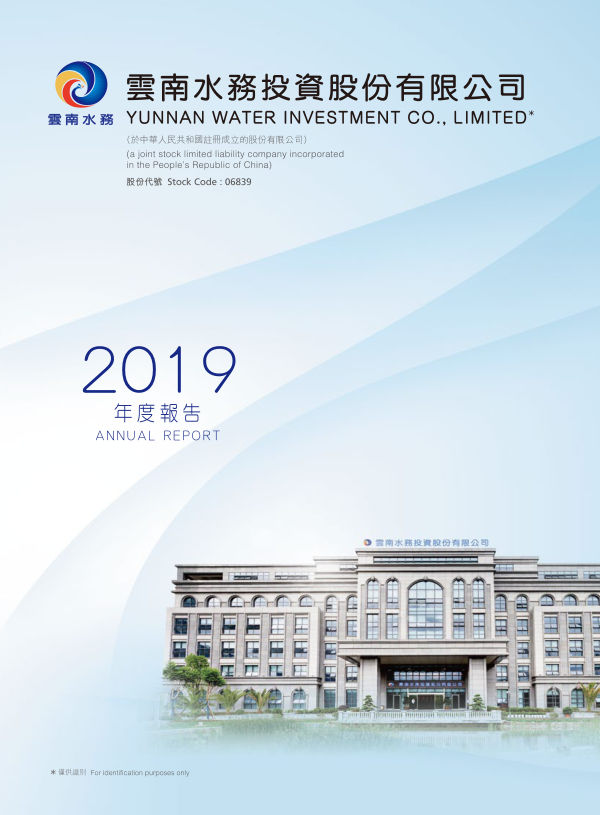 雲南水務
雲南水務投資股份有限公司
YUNNAN WATER INVESTMENT CO., LIMITED*
(於中華人民共和國註冊成立的股份有限公司)
(a joint stock limited liability company incorporated
in the People's Republic of China)
股份代號 Stock Code : 06839
2019
年度報告
ANNUAL REPORT
雲南水務投資股份有限公司
* 僅供識別 For identification purposes only